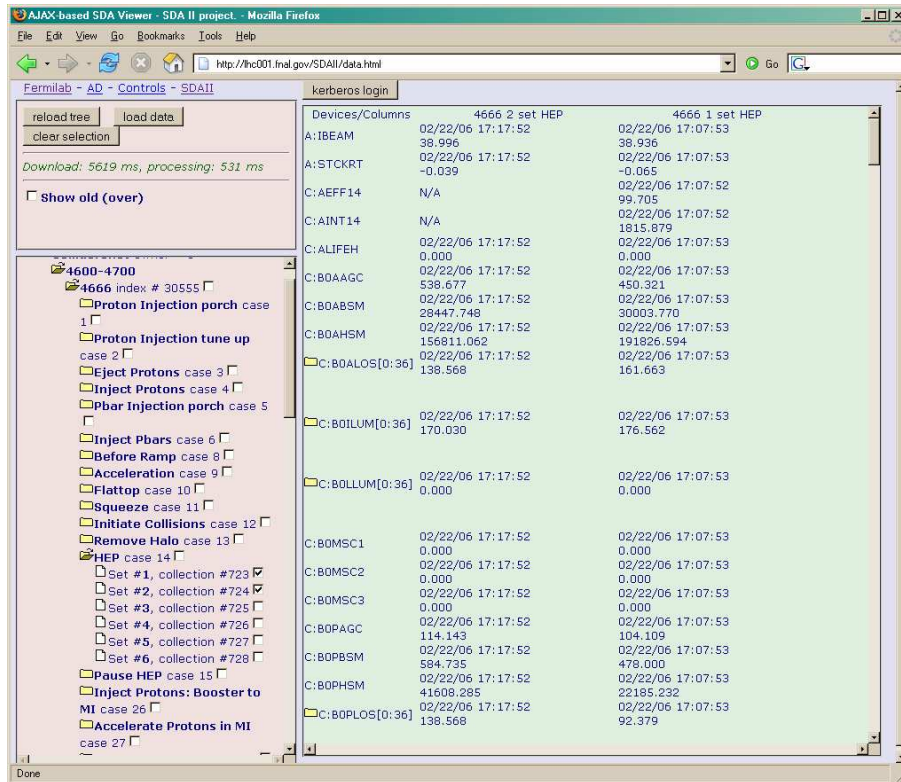 AJAX-based SDA Viewer - SDA II project. - Mozilla Firefox
File Edit View Go Bookmarks Tools Help
http://lhc001.fnal.gov/SDAII/data.html
Go
Fermilab - AD - Controls - SDAII
reload tree load data
clear selection
Download: 5619 ms, processing: 531 ms
Show old (over)
4600-4700
4666 index # 30555
Proton Injection porch case
1
Proton Injection tune up
case 2
Eject Protons case 3
Inject Protons case 4
Pbar Injection porch case 5
Inject Pbars case 6
Before Ramp case 8
Acceleration case 9
Flattop case 10
Squeeze case 11
Initiate Collisions case 12
Remove Halo case 13
HEP case 14
Set #1, collection #723
Set #2, collection #724
Set #3, collection #725
Set #4, collection #726
Set #5, collection #727
Set #6, collection #728
Pause HEP case 15
Inject Protons: Booster to
MI case 26
Accelerate Protons in MI
case 27
kerberos login
Devices/Columns 4666 2 set HEP 4666 1 set HEP
A:IBEAM 02/22/06 17:17:52 02/22/06 17:07:53
38.996 38.936
A:STCKRT 02/22/06 17:17:52 02/22/06 17:07:53
-0.039 -0.065
C:AEFF14 N/A 02/22/06 17:07:52
99.705
C:AINT14 N/A 02/22/06 17:07:52
1815.879
C:ALIFEH 02/22/06 17:17:52 02/22/06 17:07:53
0.000 0.000
C:B0AAGC 02/22/06 17:17:52 02/22/06 17:07:53
538.677 450.321
C:B0ABSM 02/22/06 17:17:52 02/22/06 17:07:53
28447.748 30003.770
C:B0AHSM 02/22/06 17:17:52 02/22/06 17:07:53
156811.062 191826.594
C:B0ALOS[0:36] 02/22/06 17:17:52 02/22/06 17:07:53
138.568 161.663
C:B0ILUM[0:36] 02/22/06 17:17:52 02/22/06 17:07:53
170.030 176.562
C:B0LLUM[0:36] 02/22/06 17:17:52 02/22/06 17:07:53
0.000 0.000
C:B0MSC1 02/22/06 17:17:52 02/22/06 17:07:53
0.000 0.000
C:B0MSC2 02/22/06 17:17:52 02/22/06 17:07:53
0.000 0.000
C:B0MSC3 02/22/06 17:17:52 02/22/06 17:07:53
0.000 0.000
C:B0PAGC 02/22/06 17:17:52 02/22/06 17:07:53
114.143 104.109
C:B0PBSM 02/22/06 17:17:52 02/22/06 17:07:53
584.735 478.000
C:B0PHSM 02/22/06 17:17:52 02/22/06 17:07:53
41608.285 22185.232
C:B0PLOS[0:36] 02/22/06 17:17:52 02/22/06 17:07:53
138.568 92.379
Done